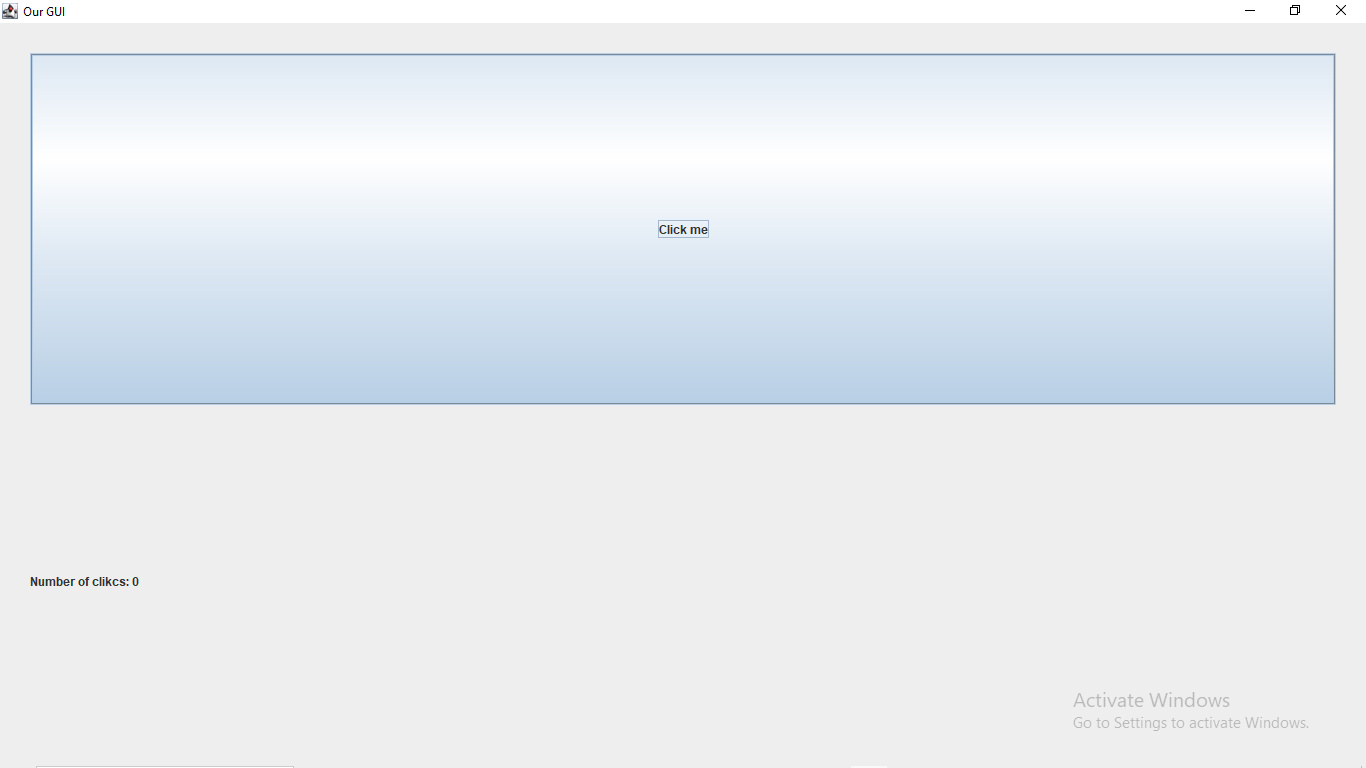 Our GUI
Click me
Number of clikcs: 0
Activate Windows
Go to Settings to activate Windows.